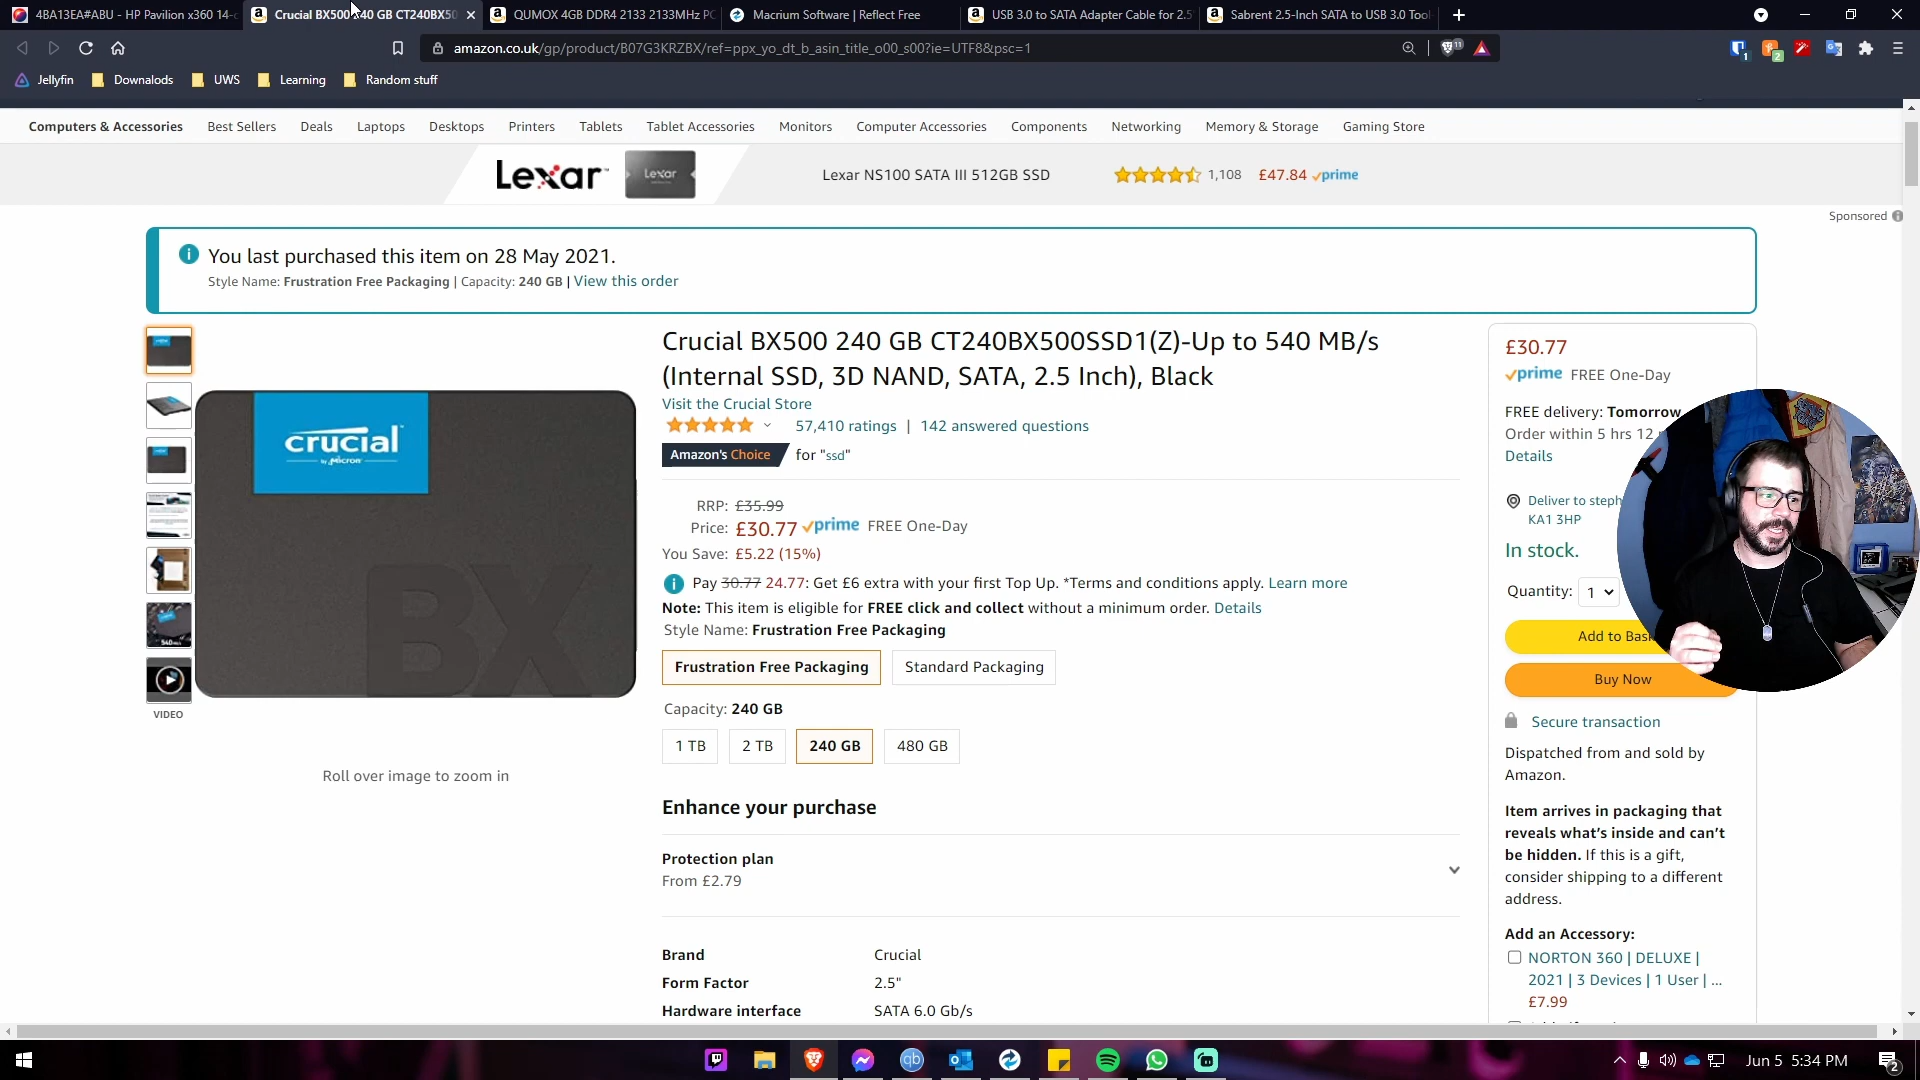 4BA13EA#ABU - HP Pavilion x360 14-
Crucial BX500 240 GB CT240BX50
QUMOX 4GB DDR4 2133 2133MHz PC
Macrium Software | Reflect Free
USB 3.0 to SATA Adapter Cable for 2.5"
Sabrent 2.5-Inch SATA to USB 3.0 Tool
amazon.co.uk/gp/product/B07G3KRZBX/ref=ppx_yo_dt_b_asin_title_o00_s00?ie=UTF8&psc=1
11
1
2
Jellyfin
Downalods
UWS
Learning
Random stuff
Computers & Accessories
Best Sellers
Deals
Laptops
Desktops
Printers
Tablets
Tablet Accessories
Monitors
Computer Accessories
Components
Networking
Memory & Storage
Gaming Store
Lexar
Lexar
Lexar NS100 SATA III 512GB SSD
1,108
£47.84 prime
Sponsored
You last purchased this item on 28 May 2021.
Style Name: Frustration Free Packaging | Capacity: 240 GB | View this order
crucial
by Micron
BX
VIDEO
Roll over image to zoom in
Crucial BX500 240 GB CT240BX500SSD1(Z)-Up to 540 MB/s
(Internal SSD, 3D NAND, SATA, 2.5 Inch), Black
Visit the Crucial Store
57,410 ratings | 142 answered questions
Amazon's Choice for "ssd"
RRP: £35.99
Price: £30.77 prime FREE One-Day
You Save: £5.22 (15%)
Pay 30.77 24.77: Get £6 extra with your first Top Up. *Terms and conditions apply. Learn more
Note: This item is eligible for FREE click and collect without a minimum order. Details
Style Name: Frustration Free Packaging
Frustration Free Packaging
Standard Packaging
Capacity: 240 GB
1 TB
2 TB
240 GB
480 GB
Enhance your purchase
Protection plan
From £2.79
Brand Crucial
Form Factor 2.5"
Hardware interface SATA 6.0 Gb/s
£30.77
prime FREE One-Day
FREE delivery: Tomorrow
Order within 5 hrs 12
Details
Deliver to steph
KA1 3HP
In stock.
Quantity: 1
Add to Bas
Buy Now
Secure transaction
Dispatched from and sold by
Amazon.
Item arrives in packaging that
reveals what's inside and can't
be hidden. If this is a gift,
consider shipping to a different
address.
Add an Accessory:
NORTON 360 | DELUXE |
2021 | 3 Devices | 1 User | ...
£7.99
Jun 5 5:34 PM
2